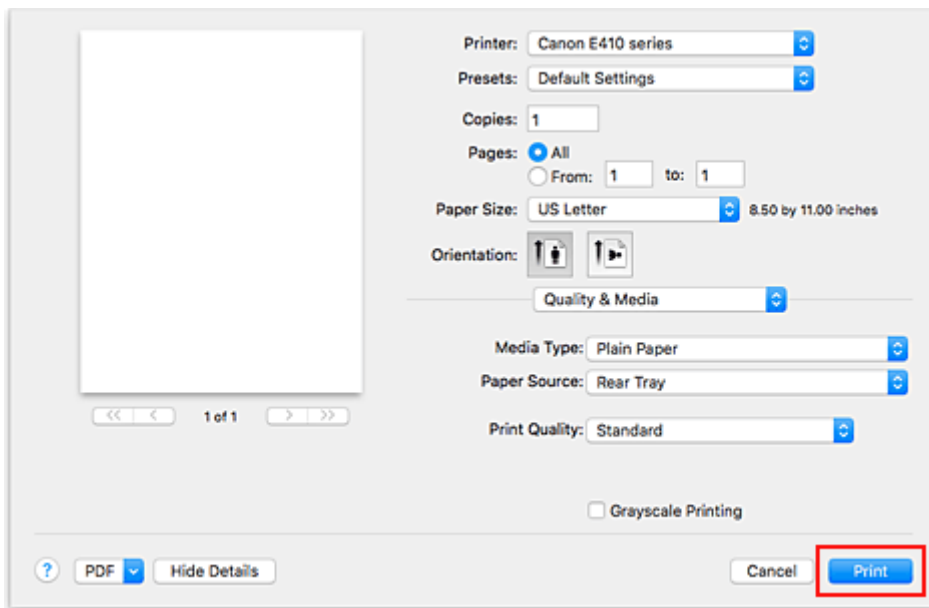 Printer: Canon E410 series
Presets: Default Settings
Copies: 1
Pages: All
From: 1 to: 1
Paper Size: US Letter 8.50 by 11.00 inches
Orientation:
Quality & Media
Media Type: Plain Paper
Paper Source: Rear Tray
<< < 1 of 1 > >>
Print Quality: Standard
Grayscale Printing
? PDF Hide Details Cancel Print